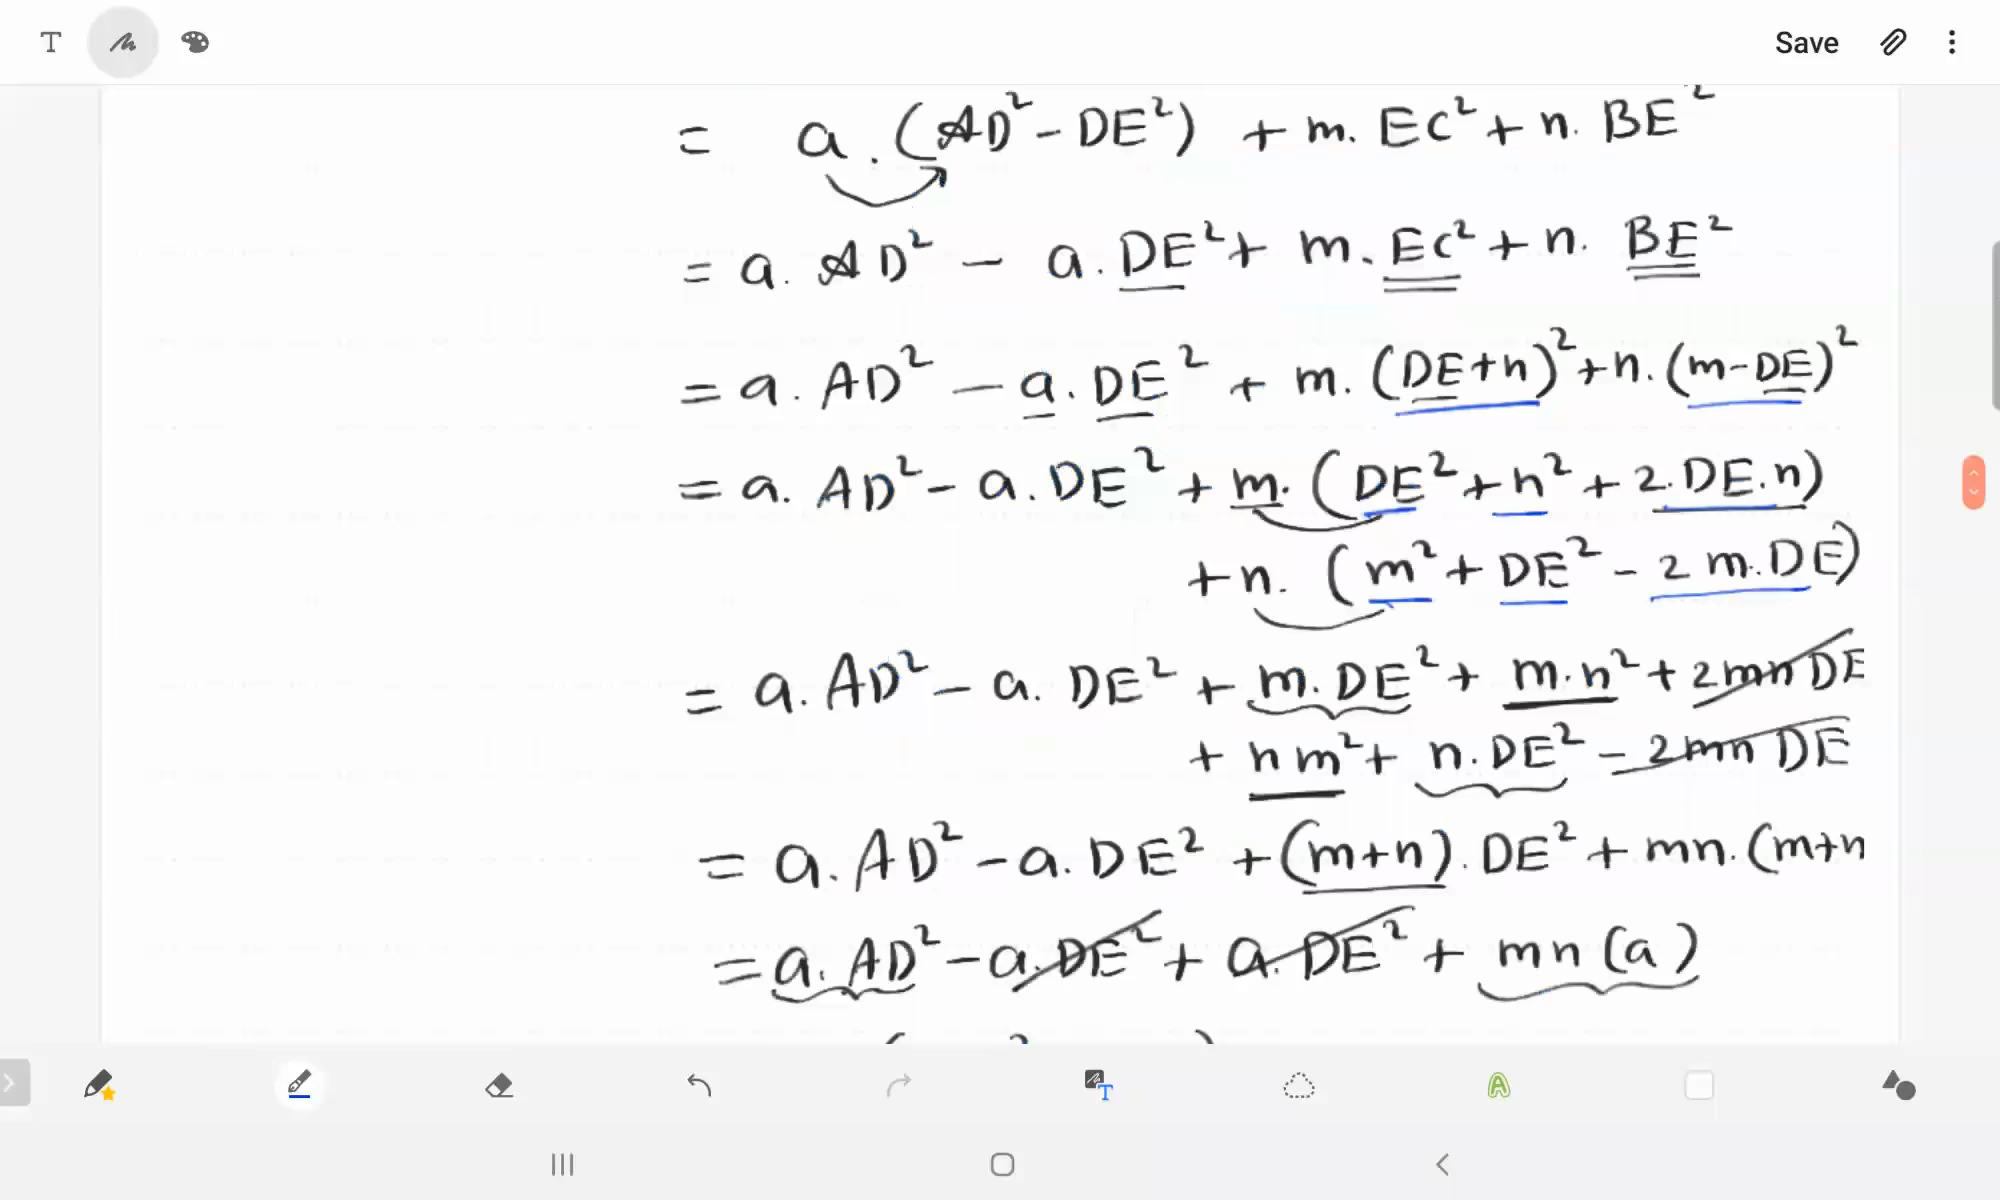 T Save
= a.(AD² - DE²) + m. EC² + n. BE²
= a. AD² - a. DE² + m. EC² + n. BE²
= a. AD² - a. DE² + m. (DE+n)² + n. (m-DE)²
= a. AD² - a. DE² + m. (DE² + n² + 2. DE. n)
+ n. (m² + DE² - 2 m. DE)
= a. AD² - a. DE² + m. DE² + m. n² + 2mn DE
+ n m² + n. DE² - 2mn DE
= a. AD² - a. DE² + (m+n). DE² + mn. (m+n
= a. AD² - a. DE² + a. DE² + mn (a)